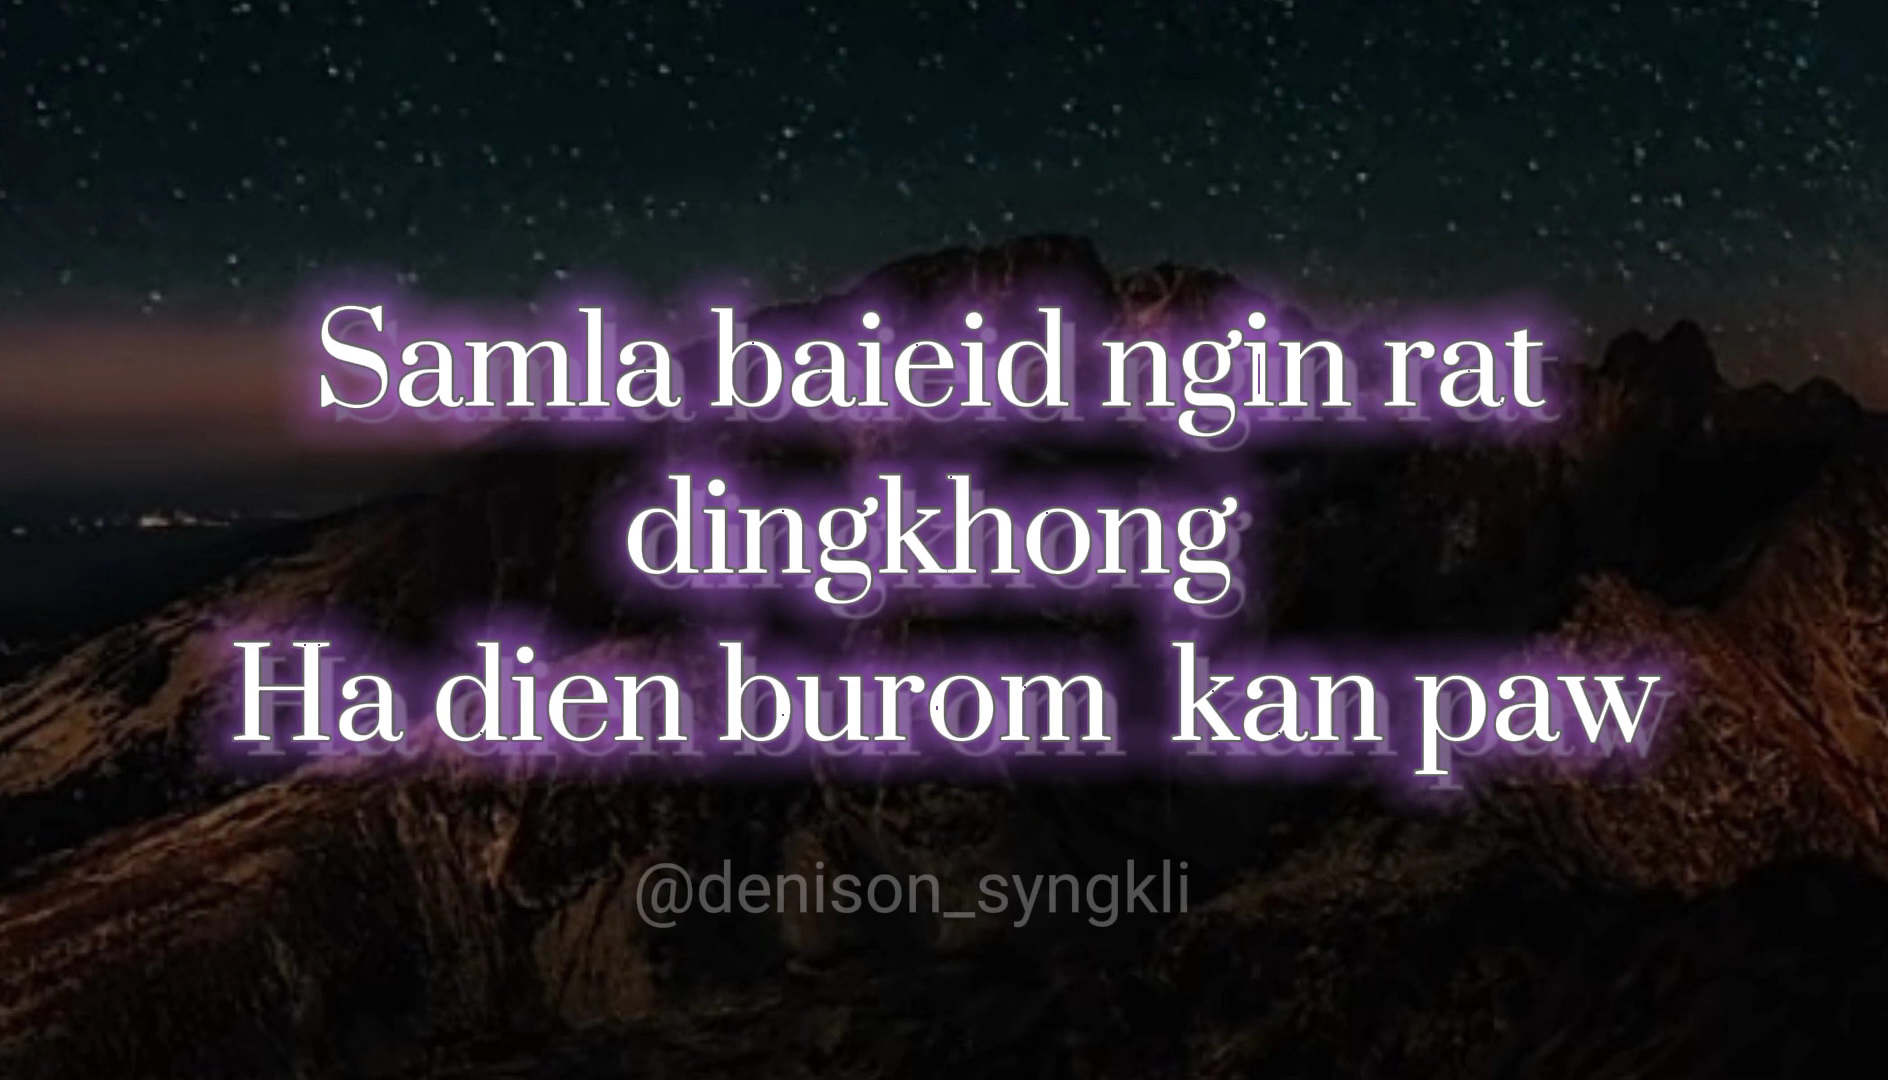 Samla baieid ngin rat
dingkhong
Ha dien burom  kan paw
@denison_syngkli